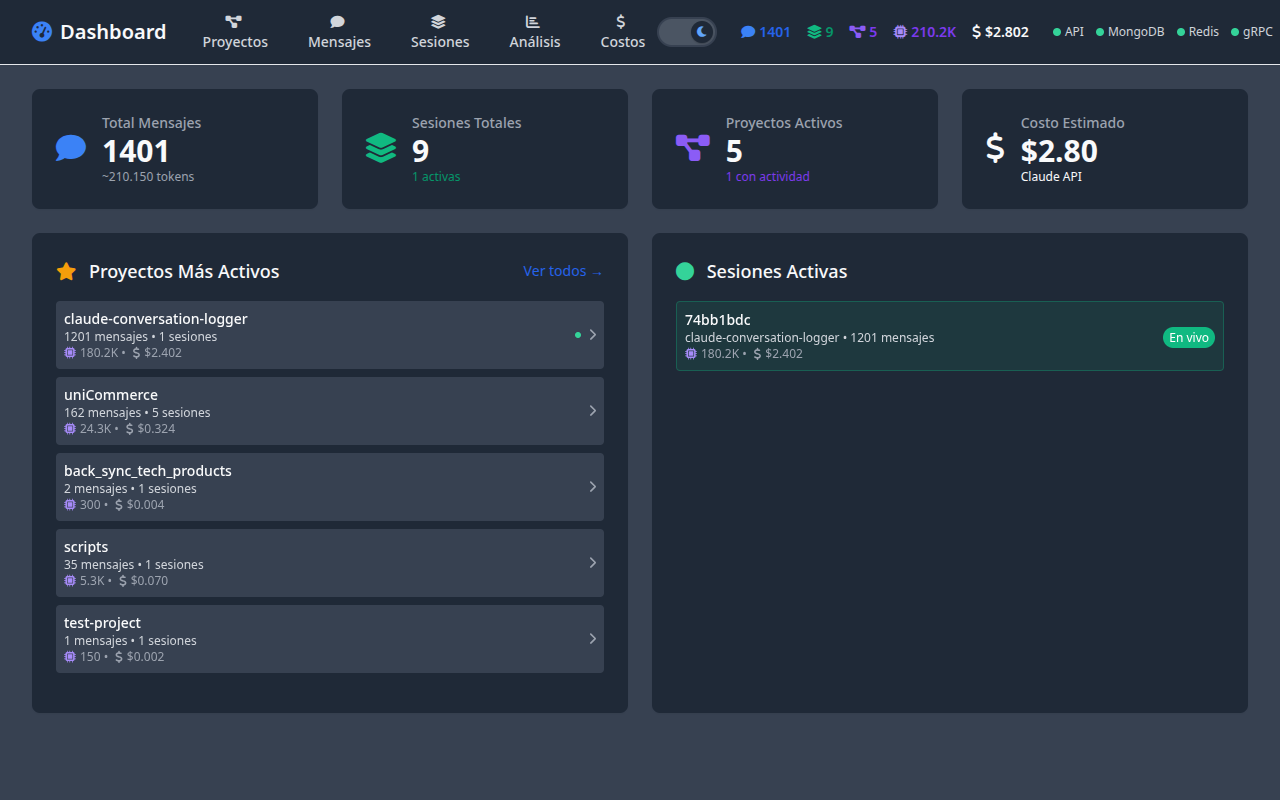 Dashboard
Proyectos
Mensajes
Sesiones
Análisis
Costos
1401
9
5
210.2K
$2.802
API
MongoDB
Redis
gRPC
Total Mensajes
1401
~210.150 tokens
Sesiones Totales
9
1 activas
Proyectos Activos
5
1 con actividad
Costo Estimado
$2.80
Claude API
Proyectos Más Activos
Ver todos →
claude-conversation-logger
1201 mensajes • 1 sesiones
180.2K • $2.402
uniCommerce
162 mensajes • 5 sesiones
24.3K • $0.324
back_sync_tech_products
2 mensajes • 1 sesiones
300 • $0.004
scripts
35 mensajes • 1 sesiones
5.3K • $0.070
test-project
1 mensajes • 1 sesiones
150 • $0.002
Sesiones Activas
74bb1bdc
claude-conversation-logger • 1201 mensajes
180.2K • $2.402
En vivo